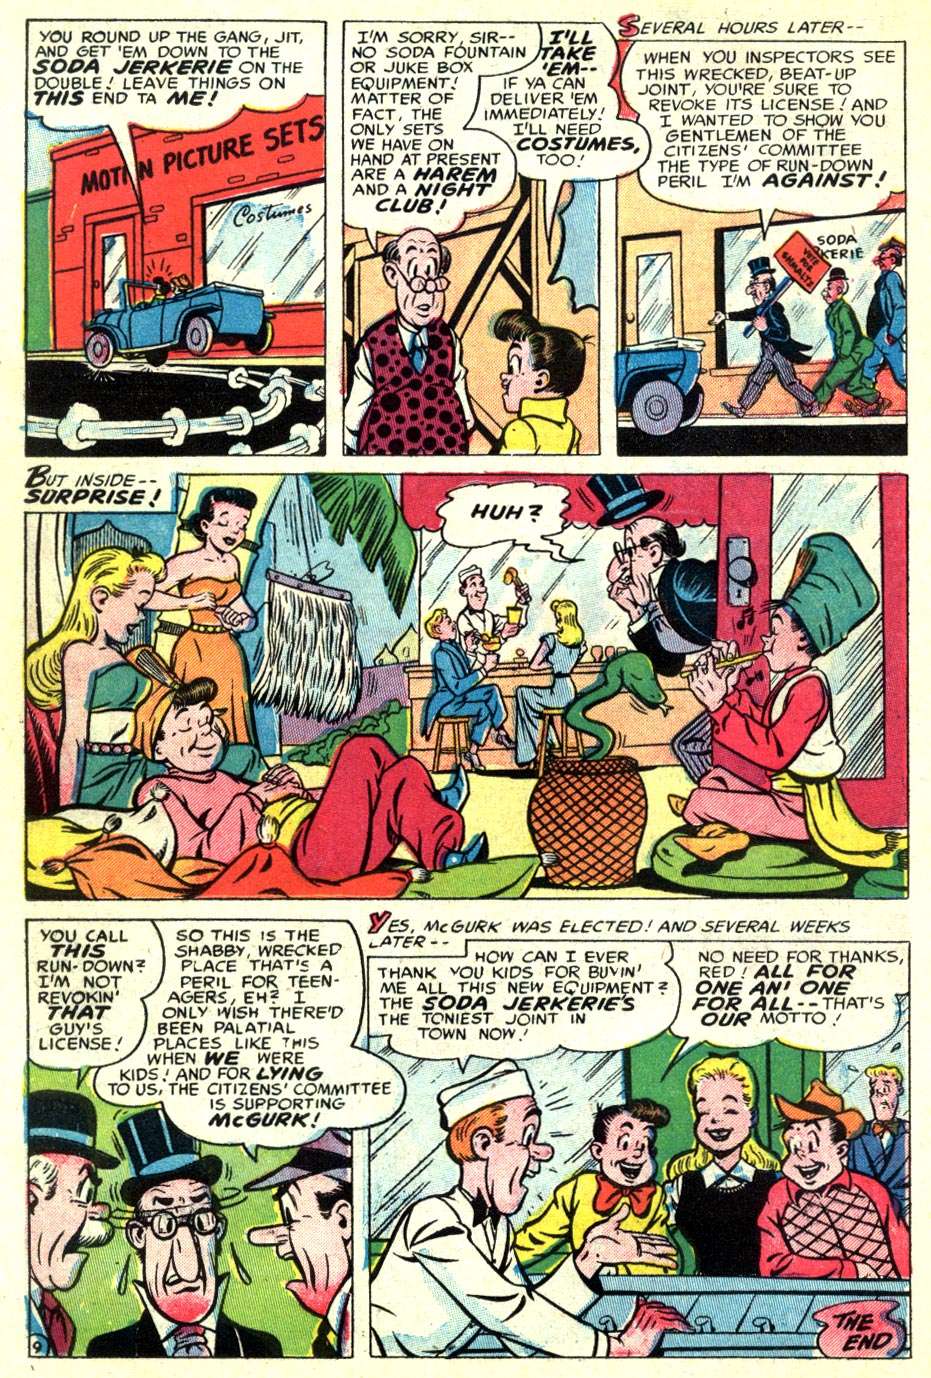 YOU ROUND UP THE GANG, JIT,
AND GET 'EM DOWN TO THE
SODA JERKERIE ON THE
DOUBLE! LEAVE THINGS ON
THIS END TA ME!
MOTION PICTURE SETS
Costumes
I'M SORRY, SIR--
NO SODA FOUNTAIN
OR JUKE BOX
EQUIPMENT!
MATTER OF
FACT, THE
ONLY SETS
WE HAVE ON
HAND AT PRESENT
ARE A HAREM
AND A NIGHT
CLUB!
I'LL
TAKE
'EM--
IF YA CAN
DELIVER 'EM
IMMEDIATELY!
I'LL NEED
COSTUMES,
TOO!
SEVERAL HOURS LATER--
WHEN YOU INSPECTORS SEE
THIS WRECKED, BEAT-UP
JOINT, YOU'RE SURE TO
REVOKE ITS LICENSE! AND
I WANTED TO SHOW YOU
GENTLEMEN OF THE
CITIZENS' COMMITTEE
THE TYPE OF RUN-DOWN
PERIL I'M AGAINST!
SODA
KERIE
VOTE
FOR
SHMALTZ
BUT INSIDE--
SURPRISE!
HUH?
YOU CALL
THIS
RUN-DOWN?
I'M NOT
REVOKIN'
THAT
GUY'S
LICENSE!
SO THIS IS THE
SHABBY, WRECKED
PLACE THAT'S A
PERIL FOR TEEN-
AGERS, EH? I
ONLY WISH THERE'D
BEEN PALATIAL
PLACES LIKE THIS
WHEN WE WERE
KIDS! AND FOR LYING
TO US, THE CITIZENS' COMMITTEE
IS SUPPORTING
McGURK!
9
YES, McGURK WAS ELECTED! AND SEVERAL WEEKS
LATER--
HOW CAN I EVER
THANK YOU KIDS FOR BUYIN'
ME ALL THIS NEW EQUIPMENT?
THE SODA JERKERIE'S
THE TONIEST JOINT IN
TOWN NOW!
NO NEED FOR THANKS,
RED! ALL FOR
ONE AN' ONE
FOR ALL--THAT'S
OUR MOTTO!
THE
END